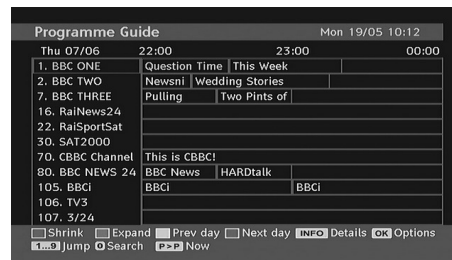 Programme Guide Mon 19/05 10:12
Thu 07/06 22:00 23:00 00:00
1. BBC ONE Question Time This Week
2. BBC TWO Newsni Wedding Stories
7. BBC THREE Pulling Two Pints of
16. RaiNews24
22. RaiSportSat
30. SAT2000
70. CBBC Channel This is CBBC!
80. BBC NEWS 24 BBC News HARDtalk
105. BBCi BBCi BBCi
106. TV3
107. 3/24
Shrink Expand Prev day Next day INFO Details OK Options
1...9 Jump 0 Search P>P Now